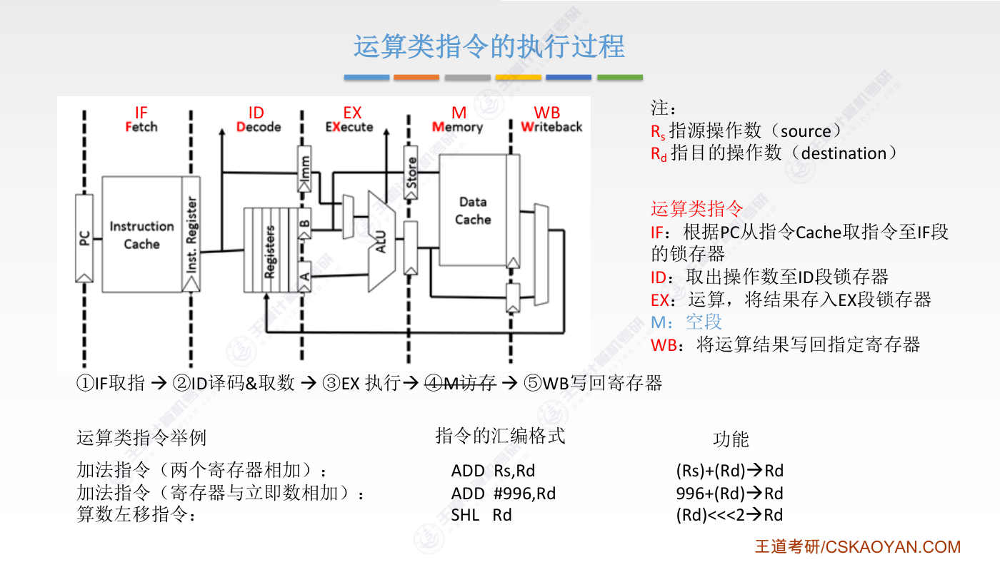 运算类指令的执行过程
IF ID EX M WB
Fetch Decode EXecute Memory Writeback
PC
Instruction
Cache
Inst. Register
Registers
Imm
B
A
ALU
Store
Data
Cache
注：
Rs 指源操作数（source）
Rd 指目的操作数（destination）
运算类指令
IF：根据PC从指令Cache取指令至IF段
的锁存器
ID：取出操作数至ID段锁存器
EX：运算，将结果存入EX段锁存器
M：空段
WB：将运算结果写回指定寄存器
①IF取指 → ②ID译码&取数 → ③EX 执行→ ④M访存 → ⑤WB写回寄存器
运算类指令举例 指令的汇编格式 功能
加法指令（两个寄存器相加）： ADD Rs,Rd (Rs)+(Rd)→Rd
加法指令（寄存器与立即数相加）： ADD #996,Rd 996+(Rd)→Rd
算数左移指令： SHL Rd (Rd)<<<2→Rd
王道考研/CSKAOYAN.COM